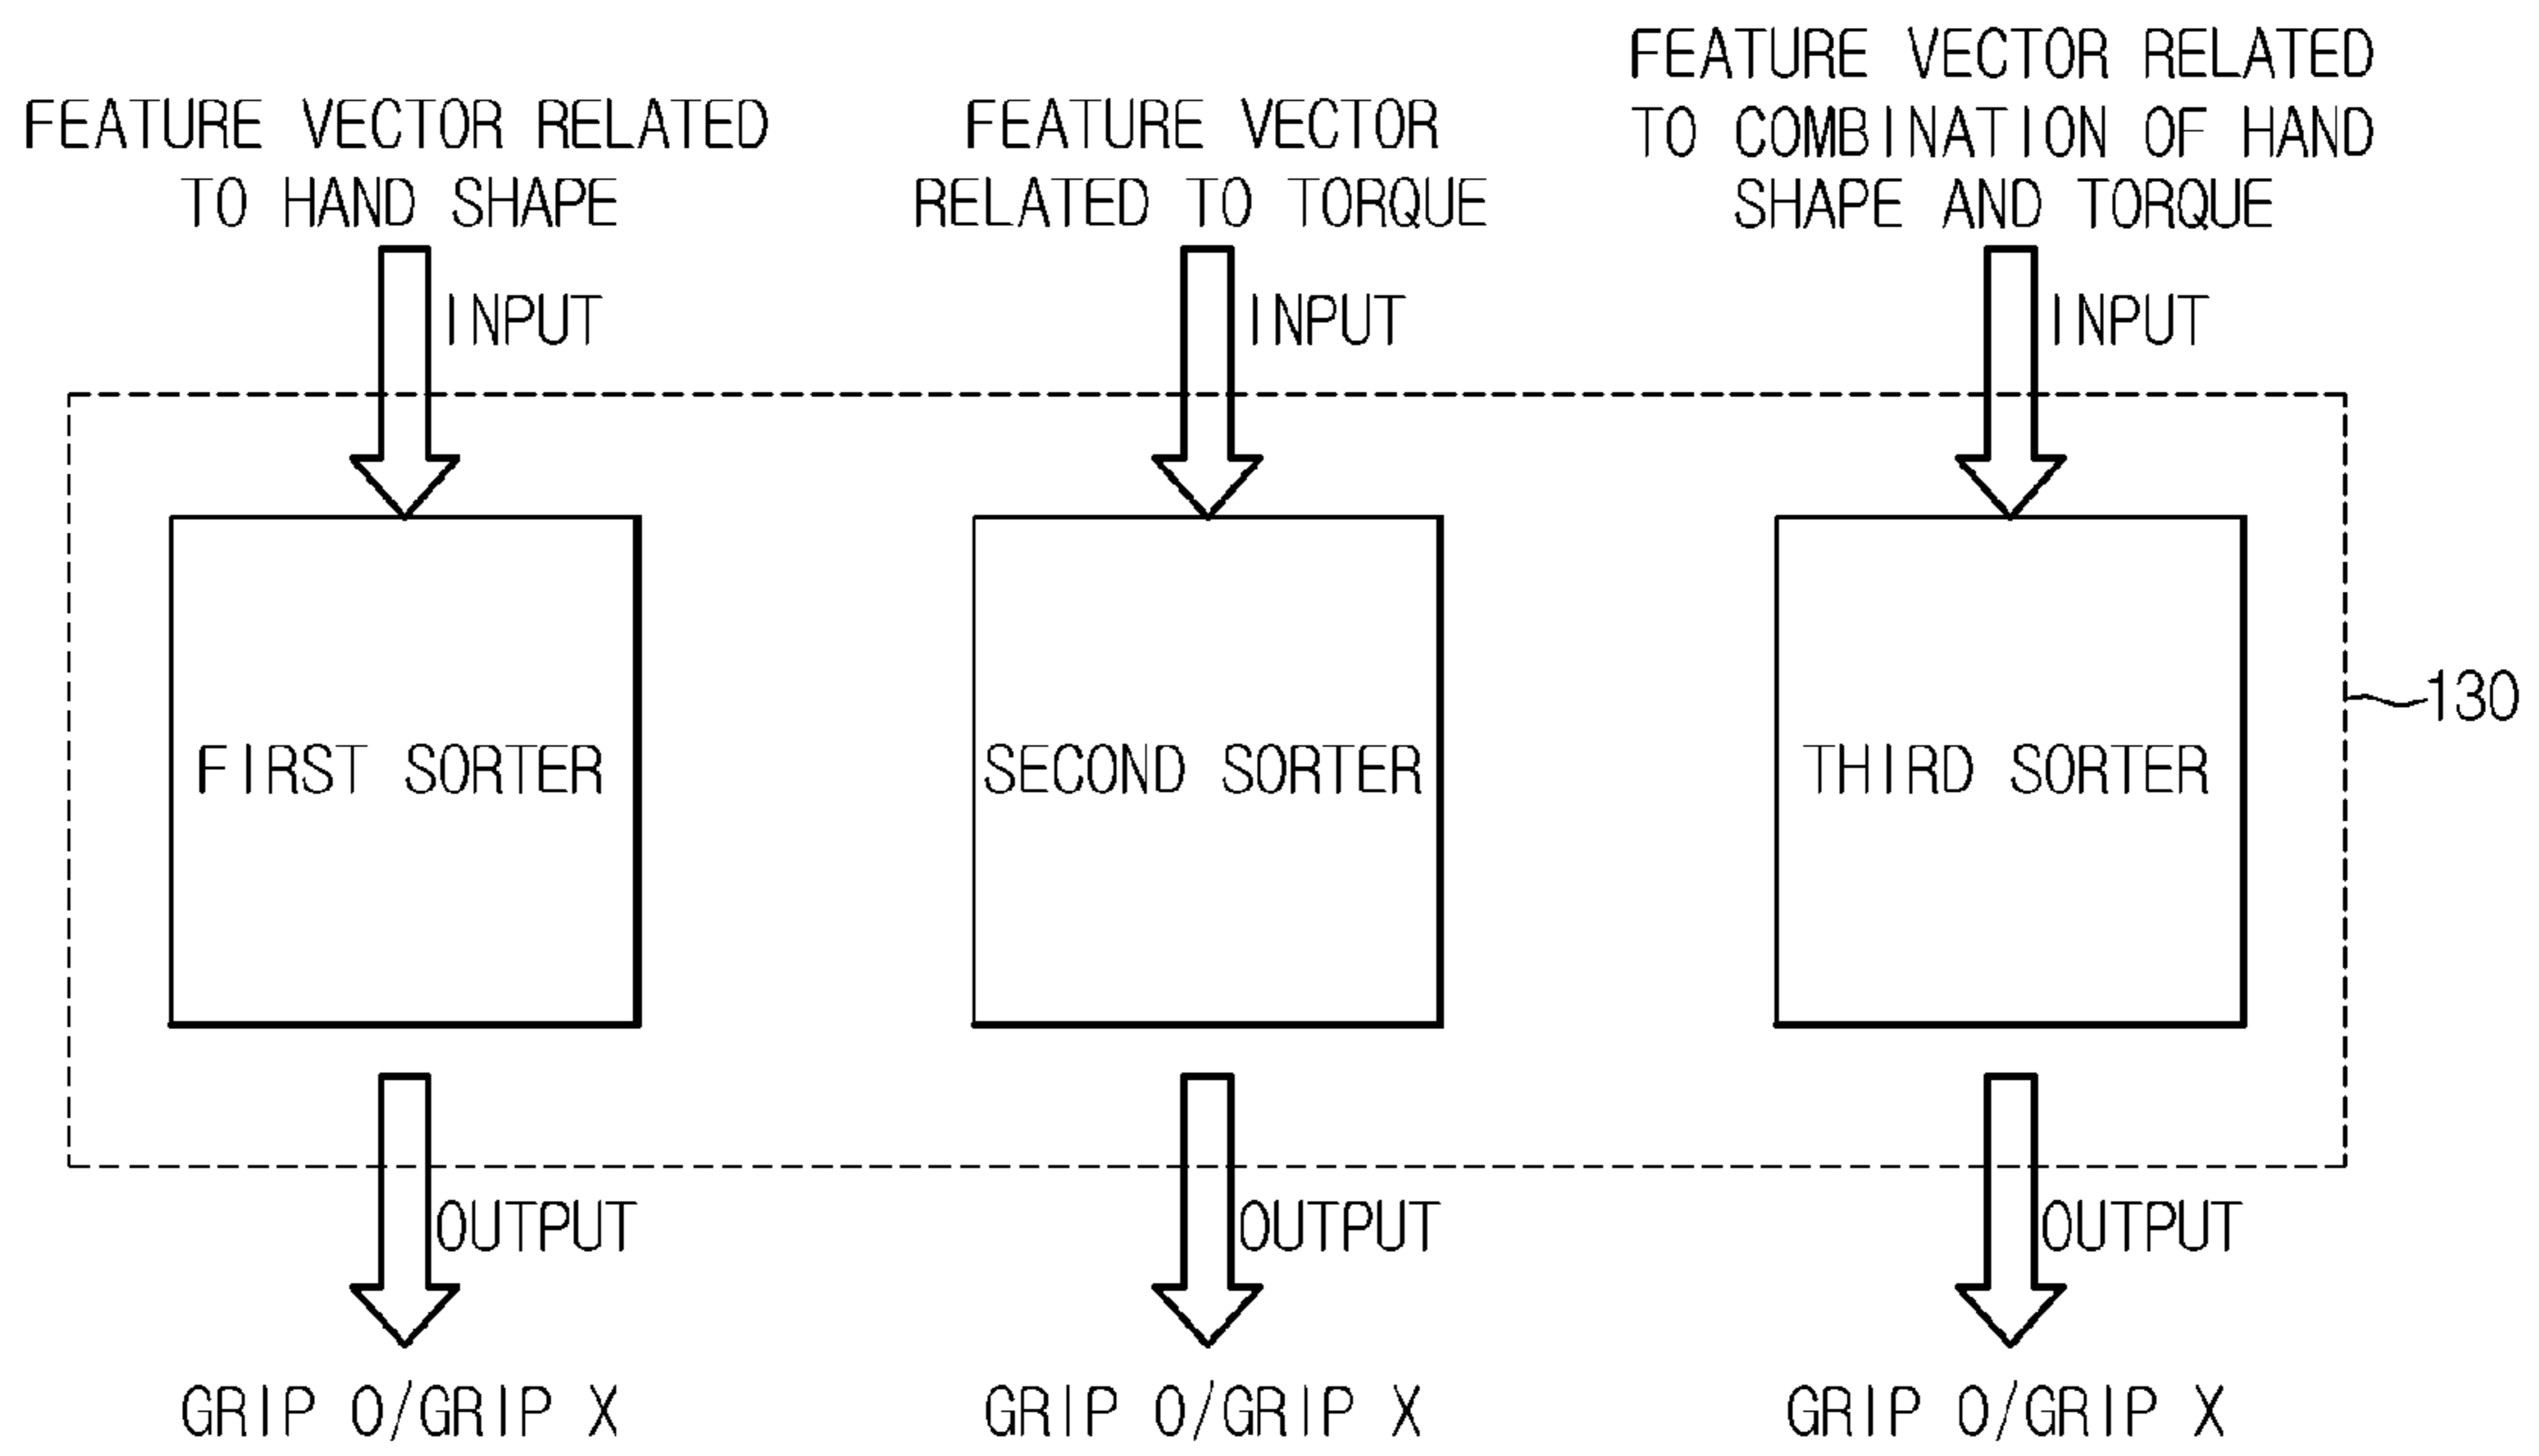 FEATURE VECTOR RELATED
TO HAND SHAPE
FEATURE VECTOR
RELATED TO TORQUE
FEATURE VECTOR RELATED
TO COMBINATION OF HAND
SHAPE AND TORQUE
INPUT
INPUT
INPUT
FIRST SORTER
SECOND SORTER
THIRD SORTER
130
OUTPUT
OUTPUT
OUTPUT
GRIP O/GRIP X
GRIP O/GRIP X
GRIP O/GRIP X